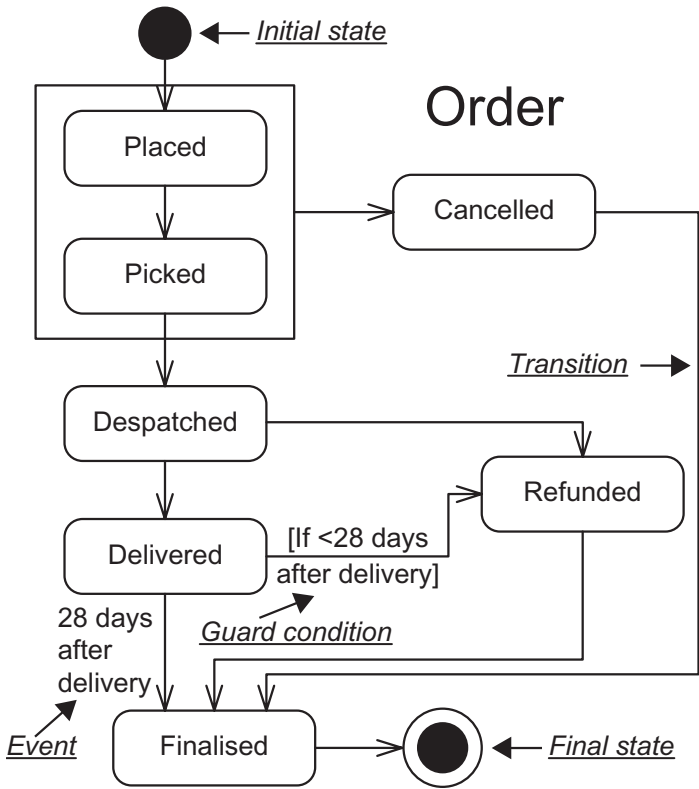 Initial state
Order
Placed
Cancelled
Picked
Transition
Despatched
Refunded
[If <28 days
after delivery]
Delivered
Guard condition
28 days
after
delivery
Event
Finalised
Final state